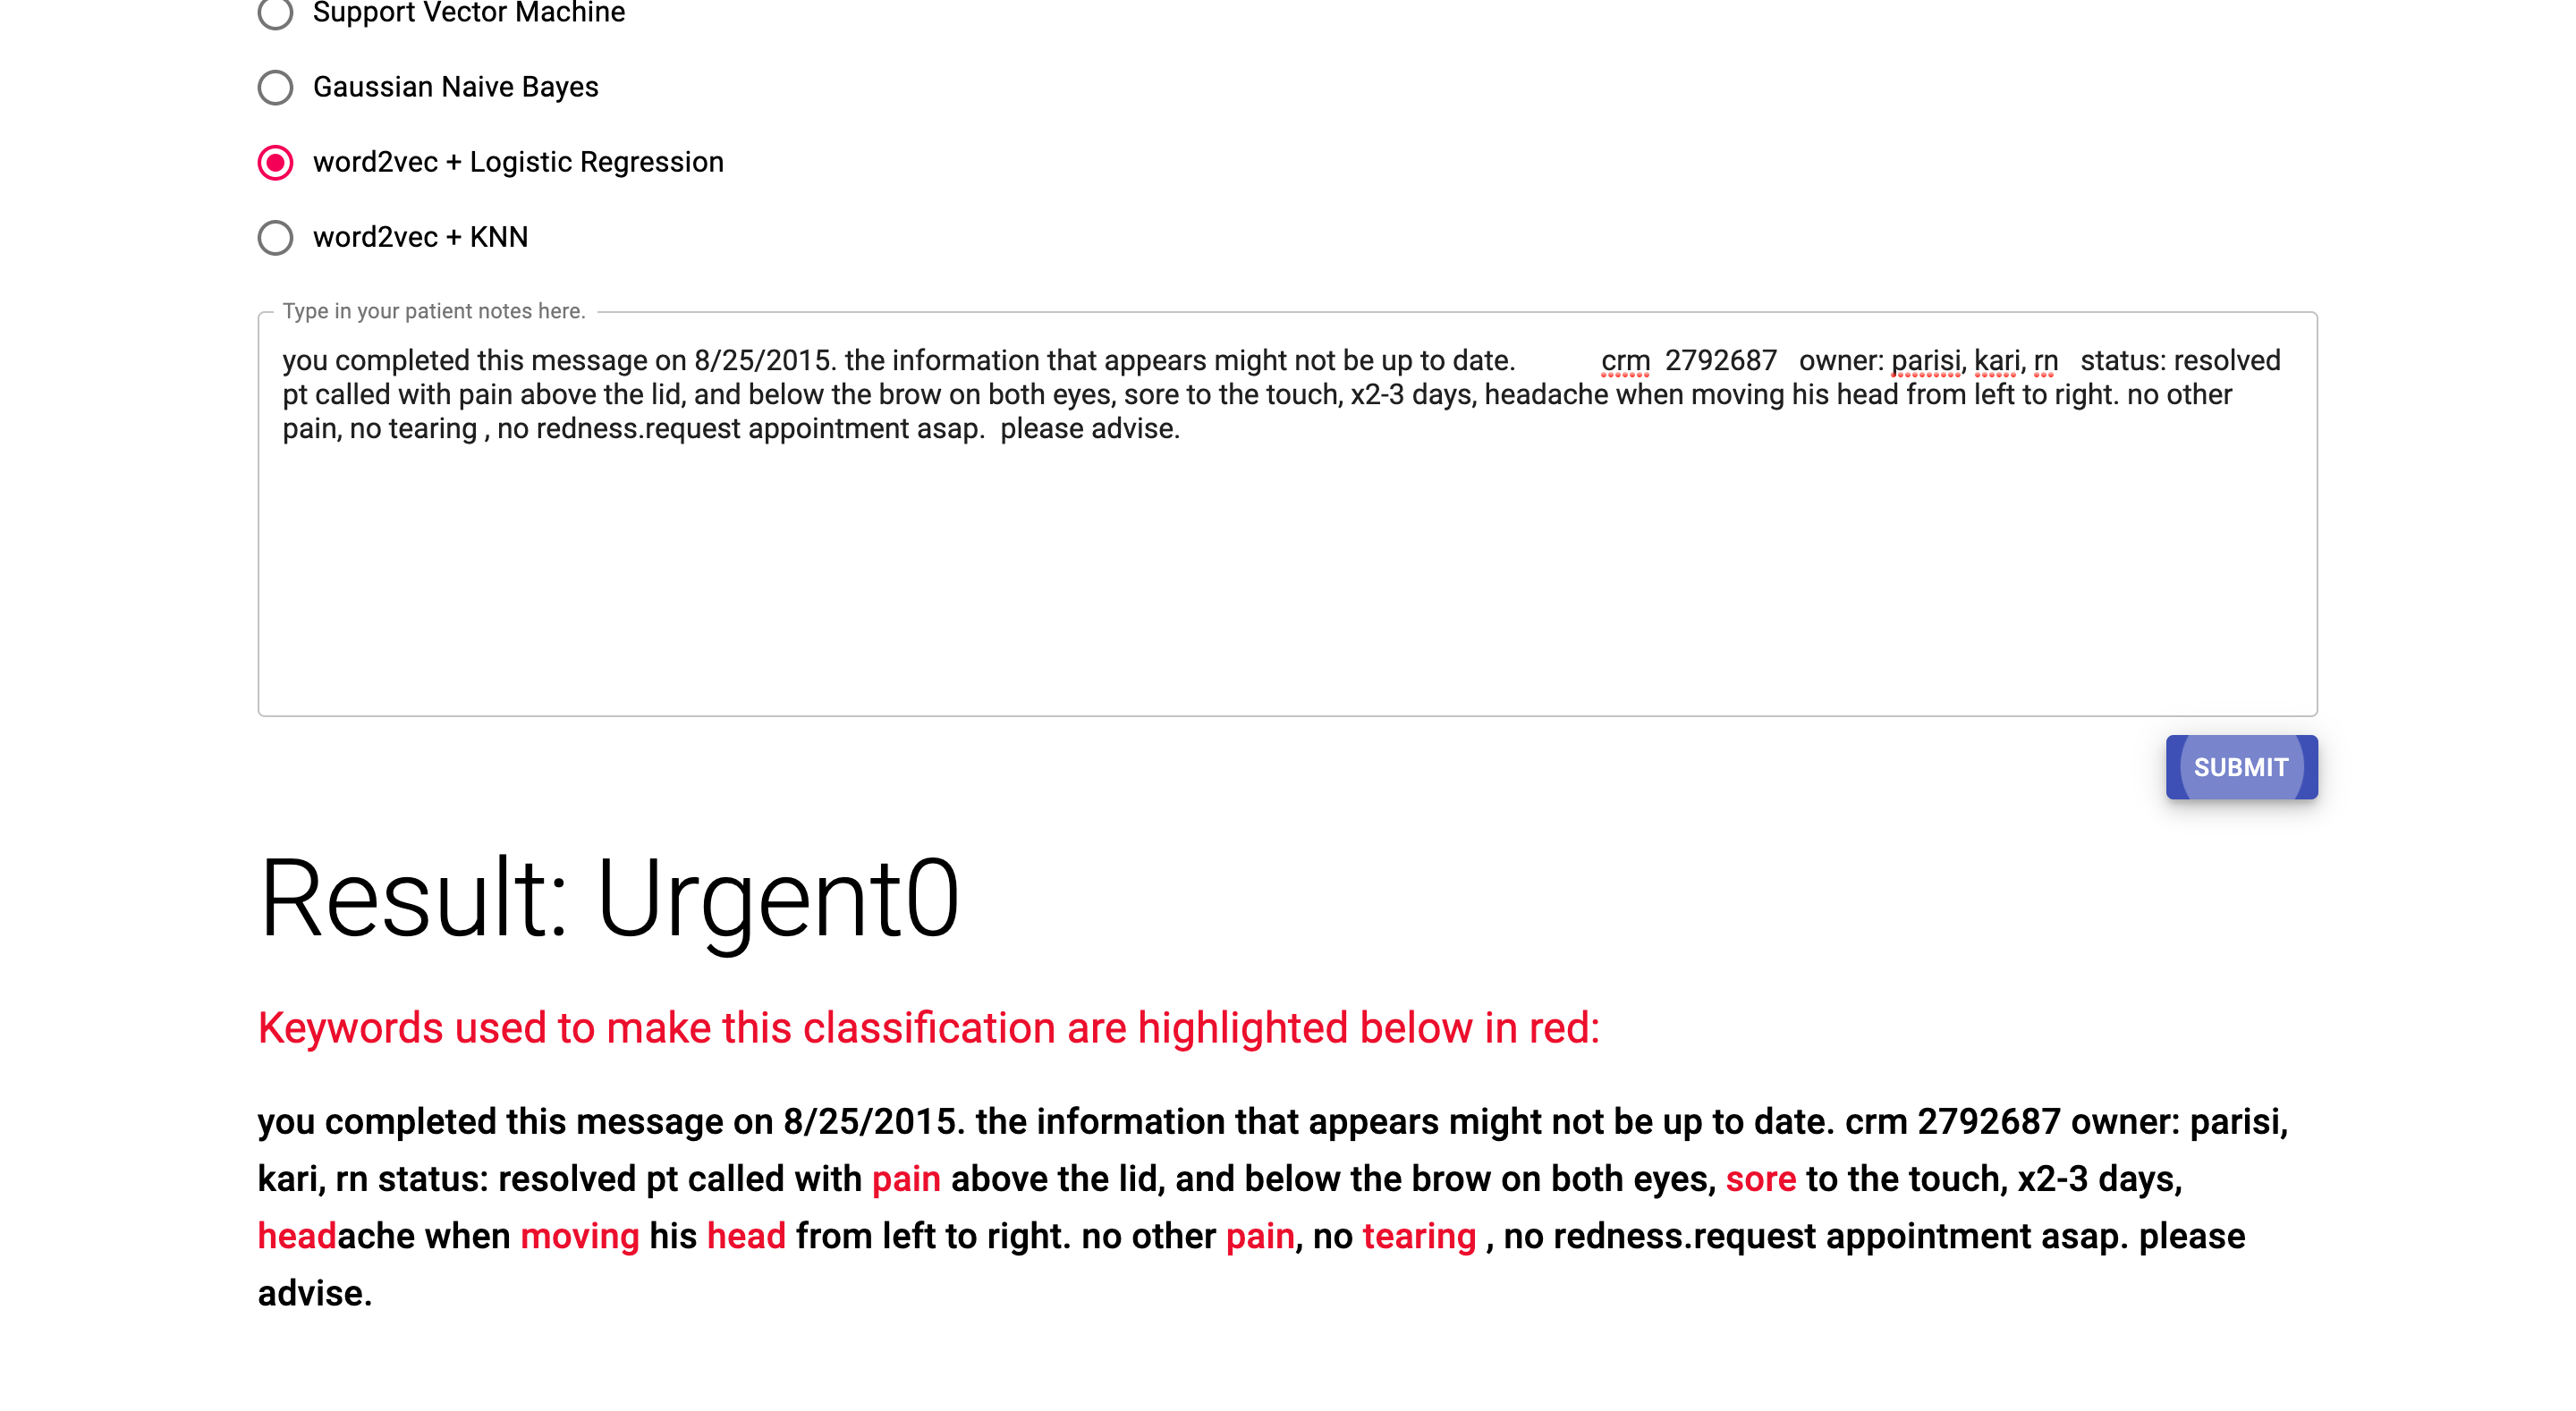 Support Vector Machine
Gaussian Naive Bayes
word2vec + Logistic Regression
word2vec + KNN
Type in your patient notes here.
you completed this message on 8/25/2015. the information that appears might not be up to date. crm 2792687 owner: parisi, kari, rn status: resolved
pt called with pain above the lid, and below the brow on both eyes, sore to the touch, x2-3 days, headache when moving his head from left to right. no other
pain, no tearing , no redness.request appointment asap. please advise.
SUBMIT
Result: Urgent0
Keywords used to make this classification are highlighted below in red:
you completed this message on 8/25/2015. the information that appears might not be up to date. crm 2792687 owner: parisi,
kari, rn status: resolved pt called with pain above the lid, and below the brow on both eyes, sore to the touch, x2-3 days,
headache when moving his head from left to right. no other pain, no tearing , no redness.request appointment asap. please
advise.